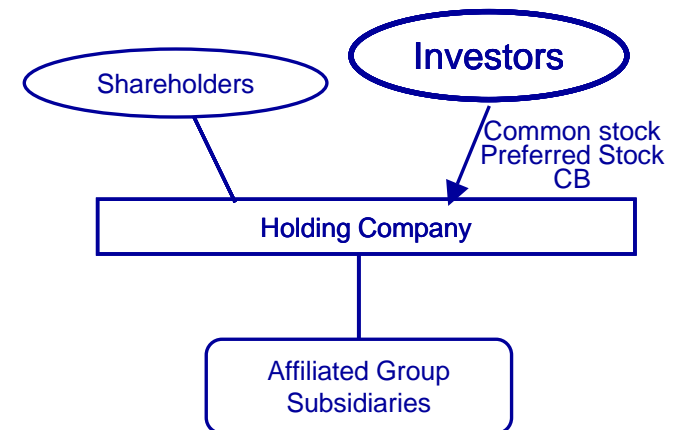 Shareholders
Investors
Common stock
Preferred Stock
CB
Holding Company
Affiliated Group
Subsidiaries